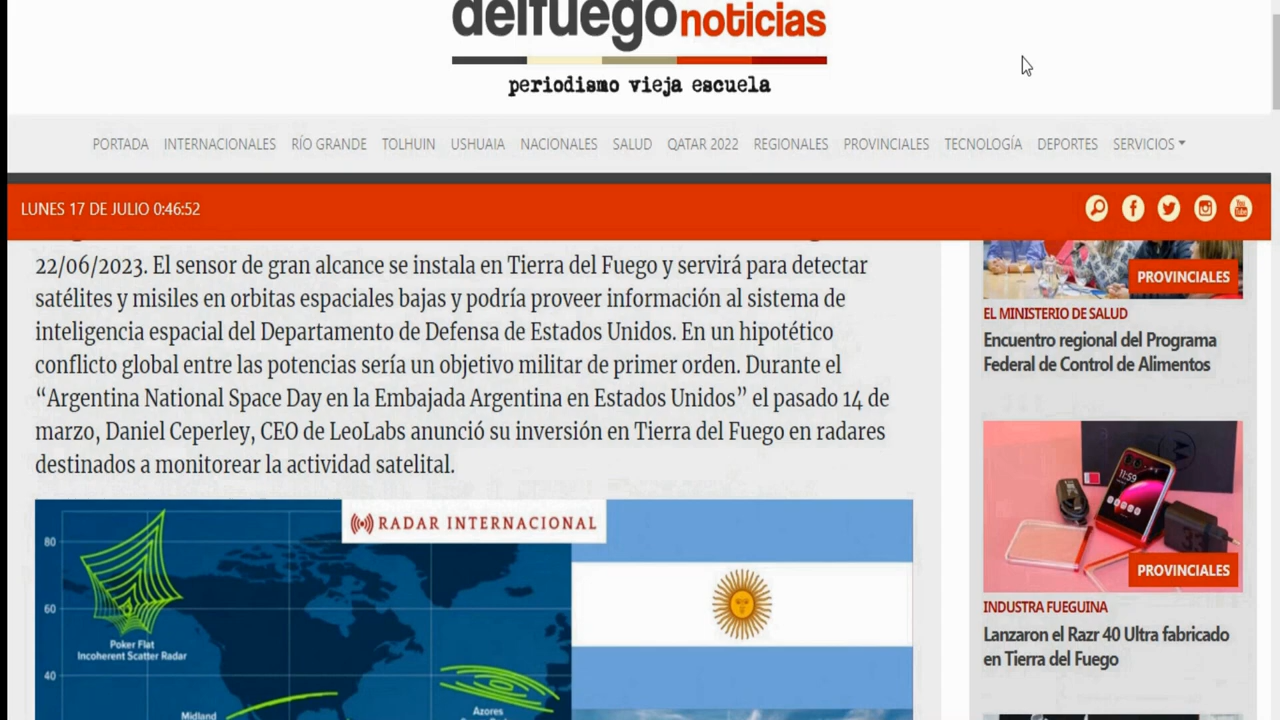 delfuegonoticias
periodismo vieja escuela
PORTADA INTERNACIONALES RÍO GRANDE TOLHUIN USHUAIA NACIONALES SALUD QATAR 2022 REGIONALES PROVINCIALES TECNOLOGÍA DEPORTES SERVICIOS
LUNES 17 DE JULIO 0:46:52
You
Tube
22/06/2023. El sensor de gran alcance se instala en Tierra del Fuego y servirá para detectar
satélites y misiles en orbitas espaciales bajas y podría proveer información al sistema de
inteligencia espacial del Departamento de Defensa de Estados Unidos. En un hipotético
conflicto global entre las potencias sería un objetivo militar de primer orden. Durante el
“Argentina National Space Day en la Embajada Argentina en Estados Unidos” el pasado 14 de
marzo, Daniel Ceperley, CEO de LeoLabs anunció su inversión en Tierra del Fuego en radares
destinados a monitorear la actividad satelital.
RADAR INTERNACIONAL
80
60
Poker Flat
Incoherent Scatter Radar
40
Midland
Azores
PROVINCIALES
EL MINISTERIO DE SALUD
Encuentro regional del Programa
Federal de Control de Alimentos
11:59
33
PROVINCIALES
INDUSTRA FUEGUINA
Lanzaron el Razr 40 Ultra fabricado
en Tierra del Fuego